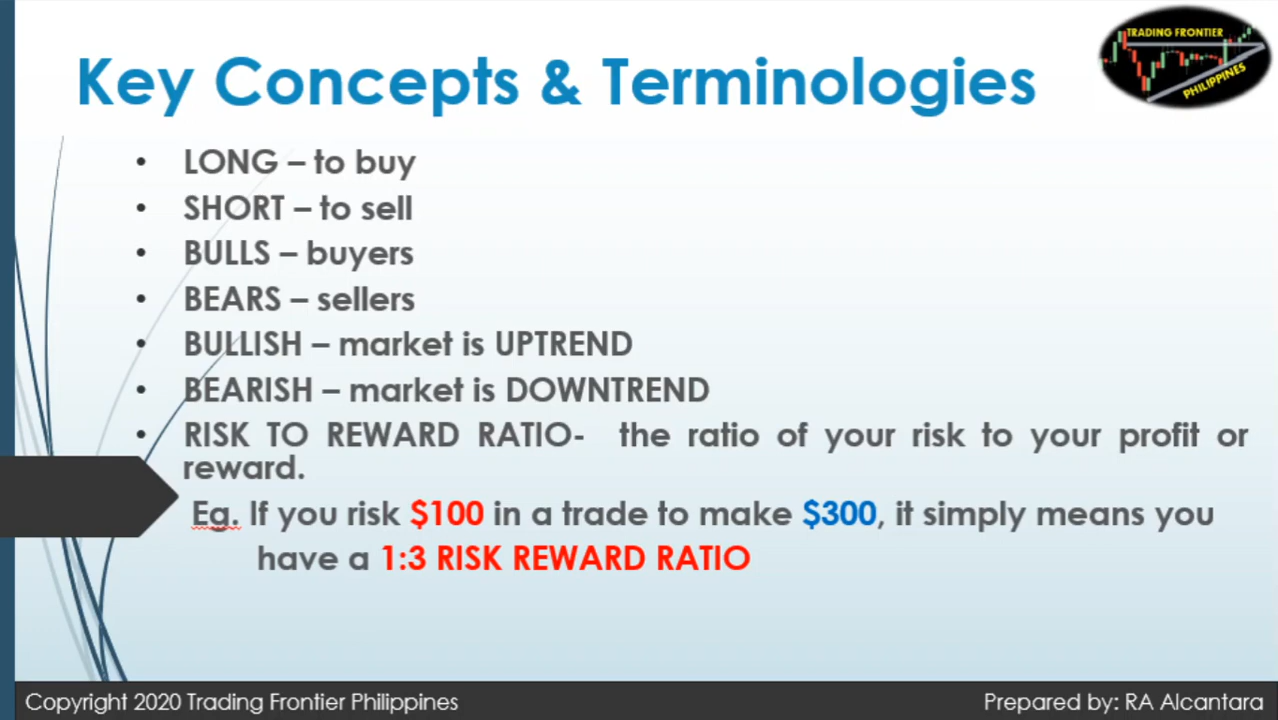 TRADING FRONTIER
PHILIPPINES
Key Concepts & Terminologies
• LONG – to buy
• SHORT – to sell
• BULLS – buyers
• BEARS – sellers
• BULLISH – market is UPTREND
• BEARISH – market is DOWNTREND
• RISK TO REWARD RATIO- the ratio of your risk to your profit or
reward.
Eg. If you risk $100 in a trade to make $300, it simply means you
have a 1:3 RISK REWARD RATIO
Copyright 2020 Trading Frontier Philippines
Prepared by: RA Alcantara